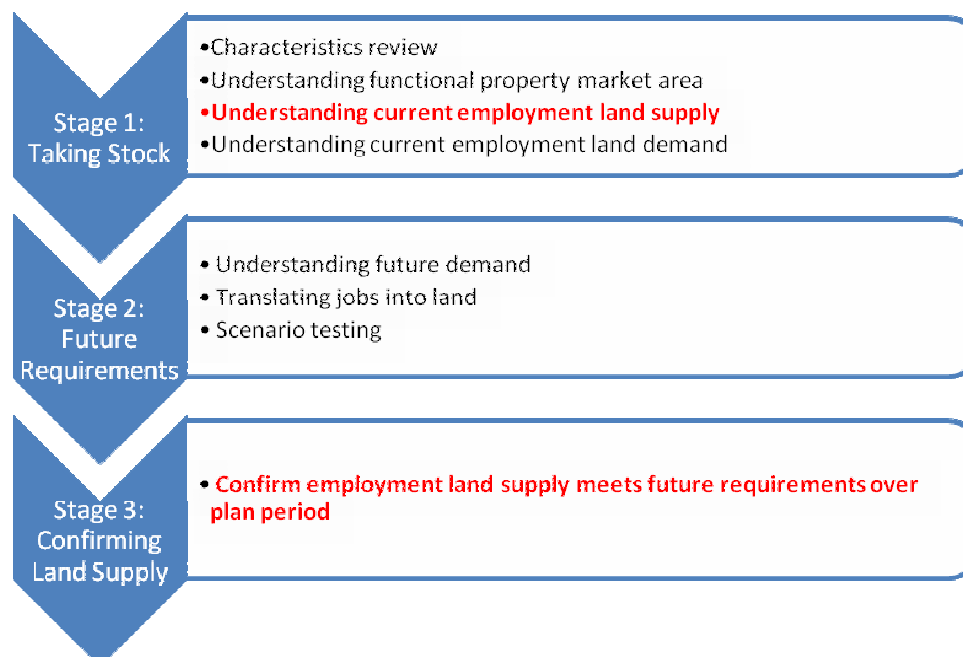 Stage 1:
Taking Stock
•Characteristics review
•Understanding functional property market area
•Understanding current employment land supply
•Understanding current employment land demand
Stage 2:
Future
Requirements
• Understanding future demand
• Translating jobs into land
• Scenario testing
Stage 3:
Confirming
Land Supply
• Confirm employment land supply meets future requirements over
plan period